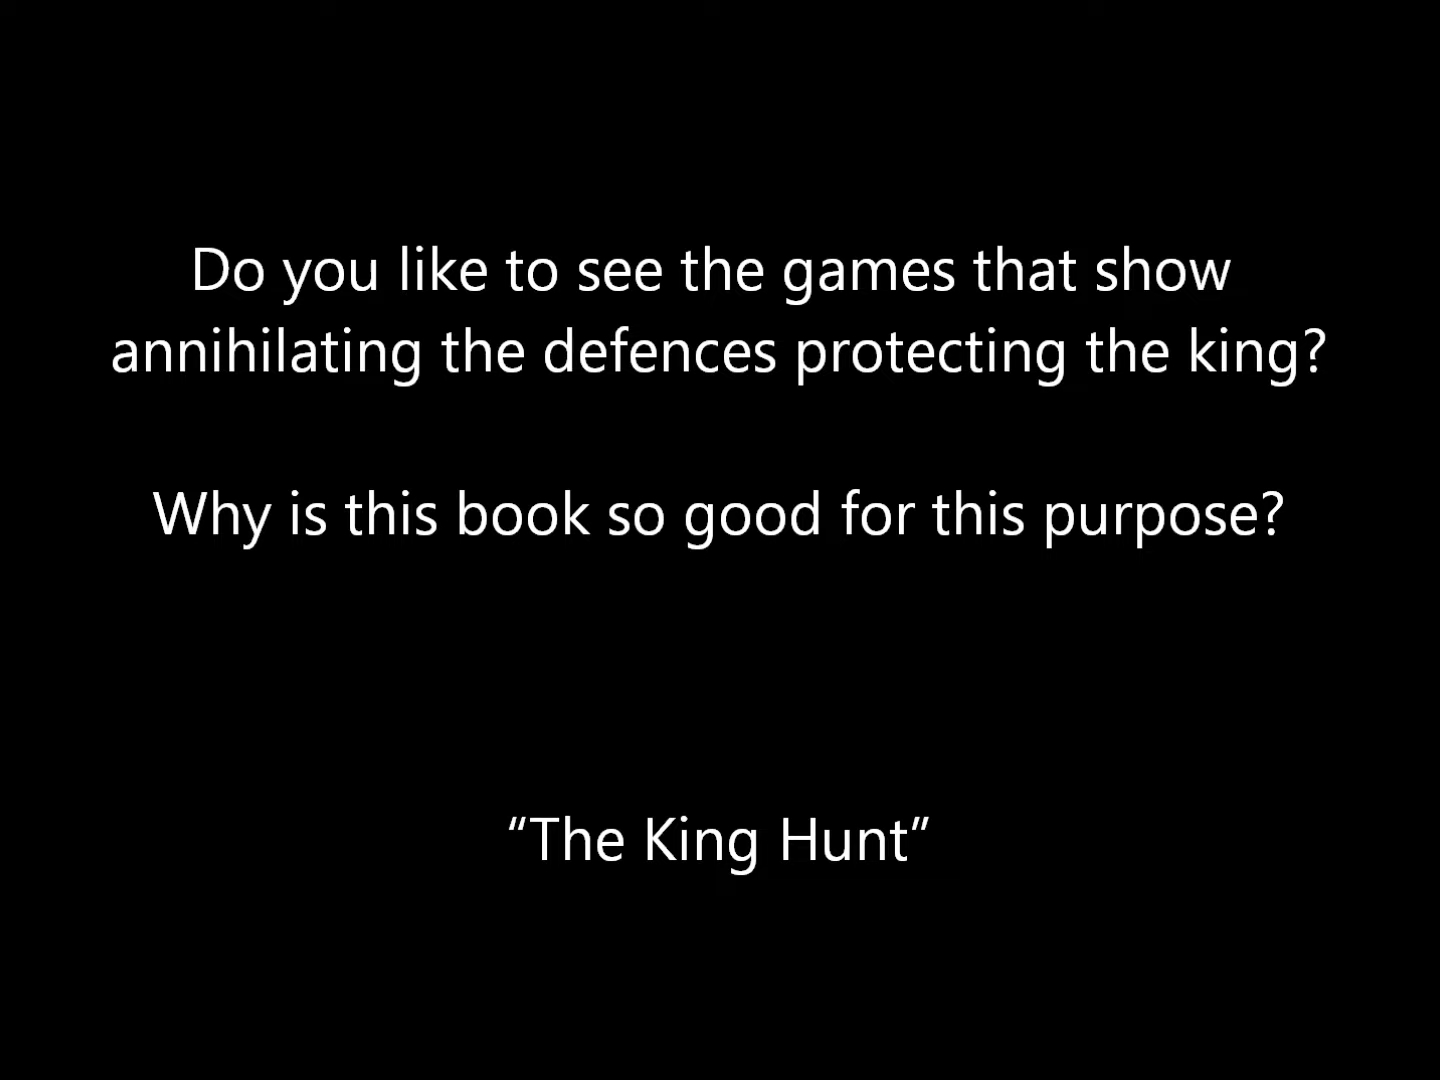 Do you like to see the games that show
annihilating the defences protecting the king?
Why is this book so good for this purpose?
“The King Hunt”